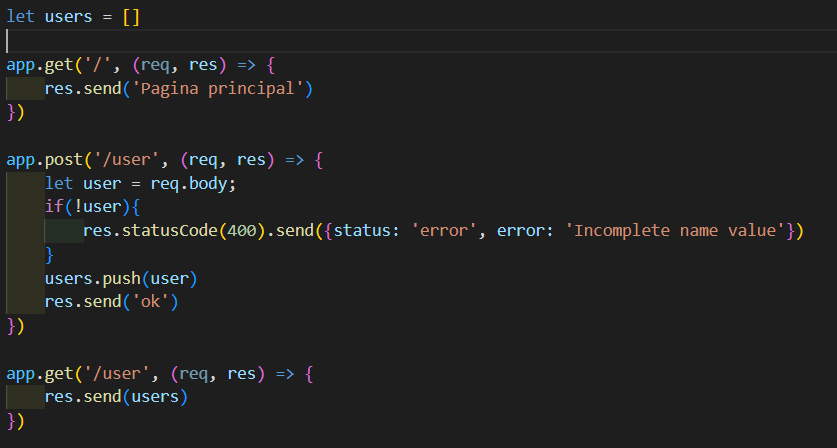 let users = []
app.get('/', (req, res) => {
    res.send('Pagina principal')
})
app.post('/user', (req, res) => {
    let user = req.body;
    if(!user){
        res.statusCode(400).send({status: 'error', error: 'Incomplete name value'})
    }
    users.push(user)
    res.send('ok')
})
app.get('/user', (req, res) => {
    res.send(users)
})